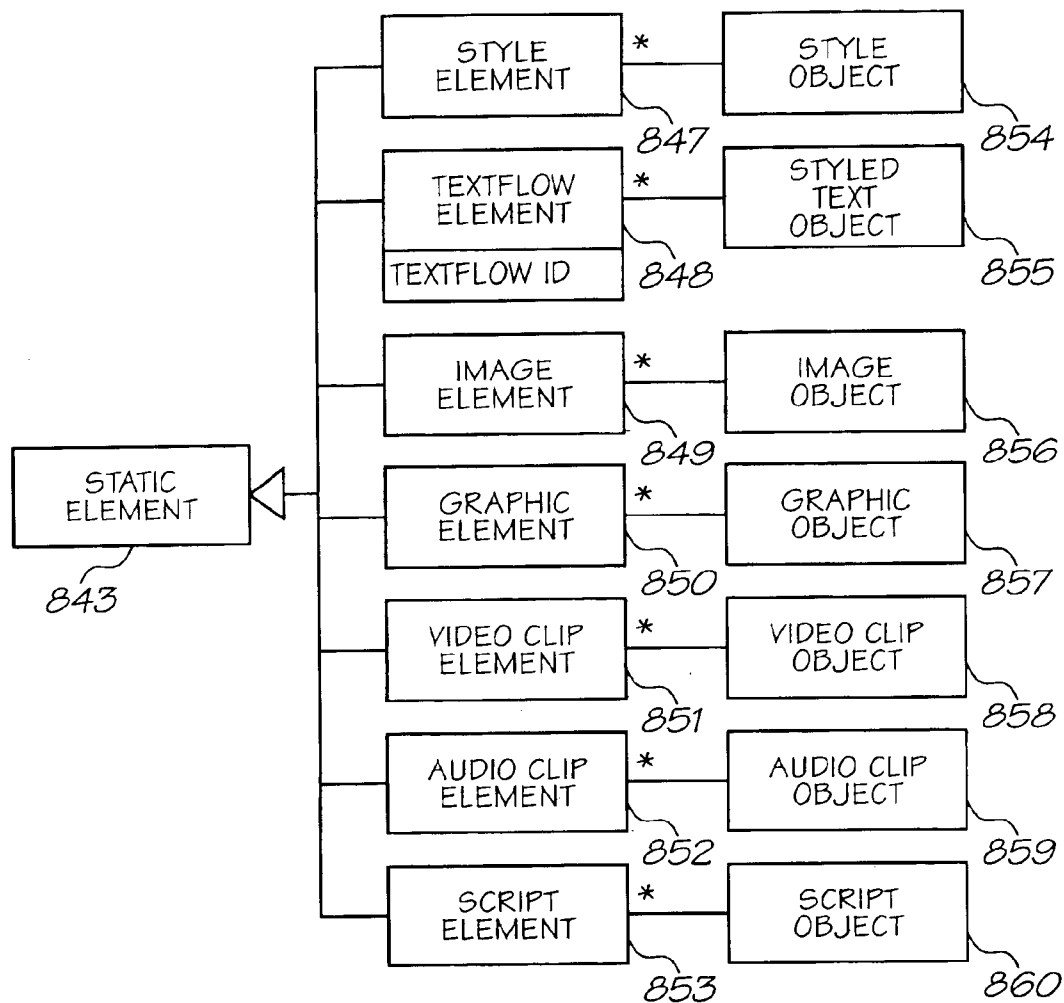 STYLE
ELEMENT
*
STYLE
OBJECT
847
854
TEXTFLOW
ELEMENT
*
STYLED
TEXT
OBJECT
848
855
TEXTFLOW ID
IMAGE
ELEMENT
*
IMAGE
OBJECT
849
856
STATIC
ELEMENT
843
GRAPHIC
ELEMENT
*
GRAPHIC
OBJECT
850
857
VIDEO CLIP
ELEMENT
*
VIDEO CLIP
OBJECT
851
858
AUDIO CLIP
ELEMENT
*
AUDIO CLIP
OBJECT
852
859
SCRIPT
ELEMENT
*
SCRIPT
OBJECT
853
860